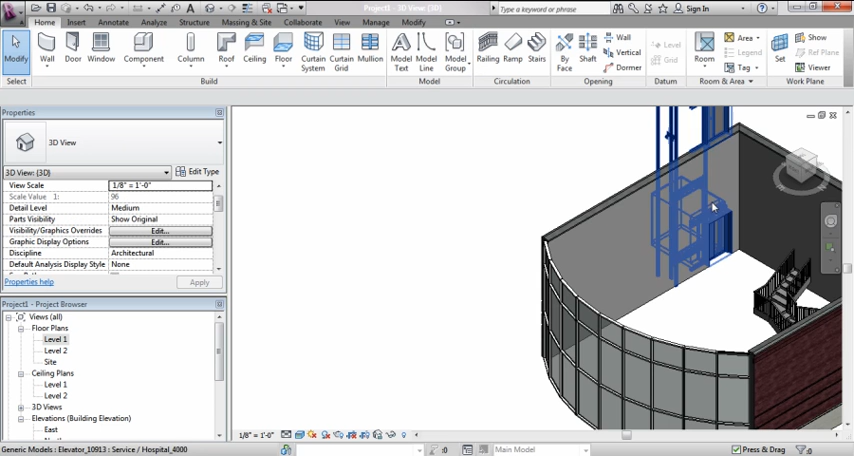 Project1 - 3D View {3D}
Type a keyword or phrase
Sign In
Home Insert Annotate Analyze Structure Massing & Site Collaborate View Manage Modify
Modify Wall Door Window Component Column Roof Ceiling Floor Curtain System Curtain Grid Mullion Model Text Model Line Model Group Railing Ramp Stairs By Face Shaft Wall Vertical Dormer Level Grid Room Area Legend Tag Set Show Ref Plane Viewer
Select Build Model Circulation Opening Datum Room & Area Work Plane
Properties
3D View
3D View: {3D} Edit Type
View Scale 1/8" = 1'-0"
Scale Value 1: 96
Detail Level Medium
Parts Visibility Show Original
Visibility/Graphics Overrides Edit...
Graphic Display Options Edit...
Discipline Architectural
Default Analysis Display Style None
Properties help Apply
Project1 - Project Browser
Views (all)
Floor Plans
Level 1
Level 2
Site
Ceiling Plans
Level 1
Level 2
3D Views
Elevations (Building Elevation)
East
1/8" = 1'-0"
Generic Models : Elevator_10913 : Service / Hospital_4000
:0 Main Model Press & Drag :0